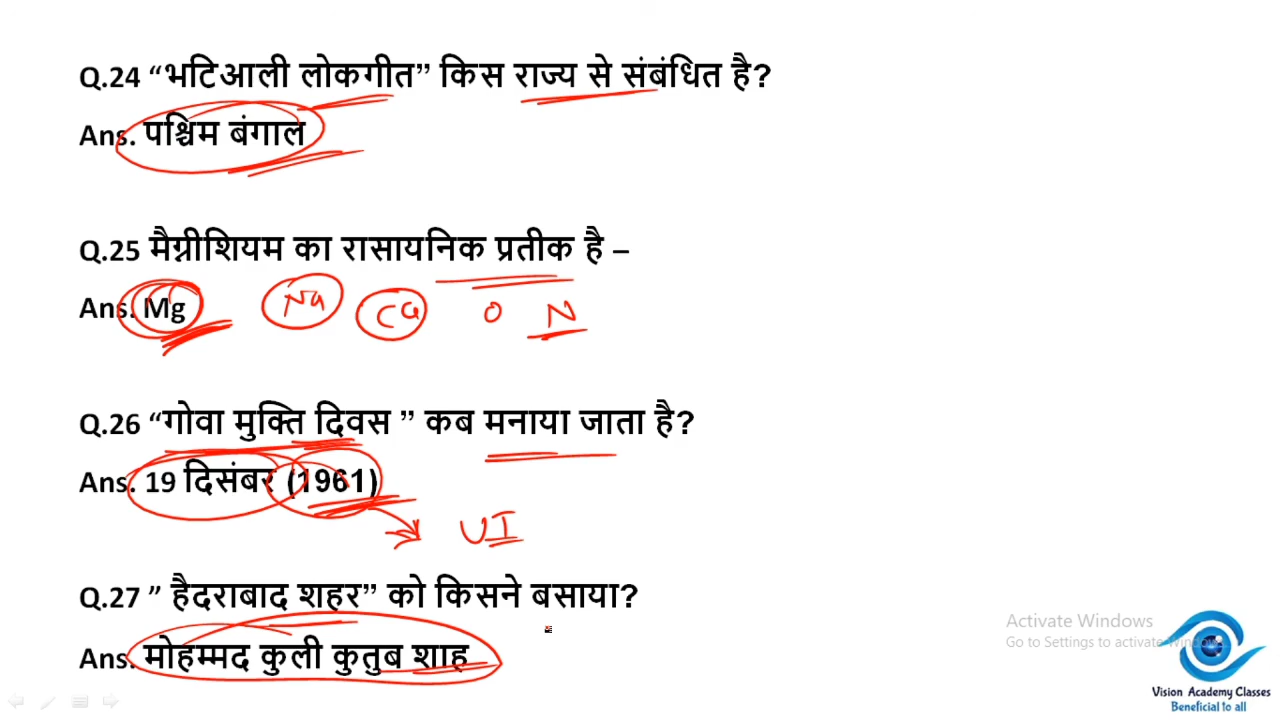 Q.24 “भटिआली लोकगीत” किस राज्य से संबंधित है?
Ans. पश्चिम बंगाल
Q.25 मैग्नीशियम का रासायनिक प्रतीक है –
Ans. Mg Na Ca O N
Q.26 “गोवा मुक्ति दिवस ” कब मनाया जाता है?
Ans. 19 दिसंबर (1961)
UI
Q.27 ” हैदराबाद शहर” को किसने बसाया?
Ans. मोहम्मद कुली कुतुब शाह
Activate Windows
Go to Settings to activate Windows.
Vision Academy Classes
Beneficial to all